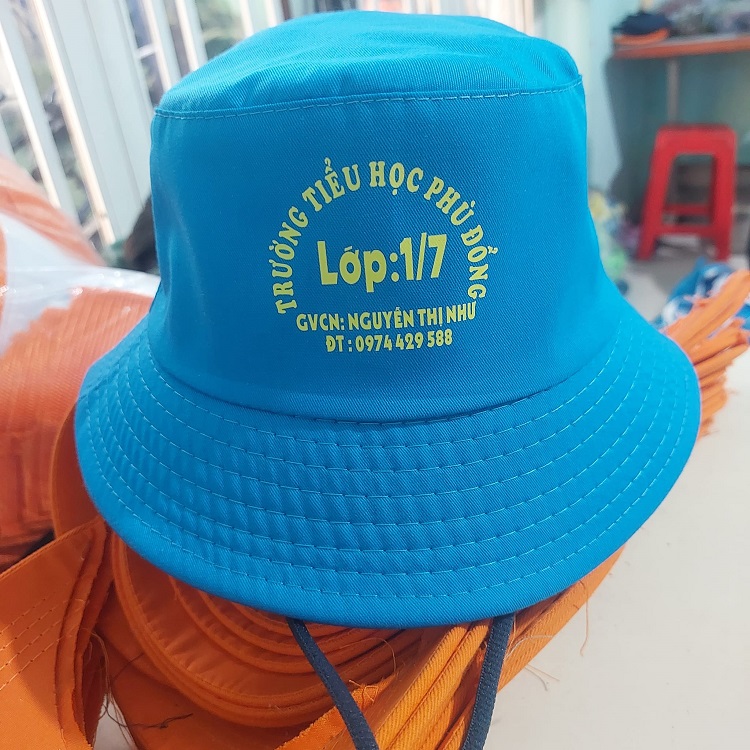 TRƯỜNG TIỂU HỌC PHÙ ĐỔNG
Lớp:1/7
GVCN: NGUYỄN THỊ NHƯ
ĐT : 0974 429 588